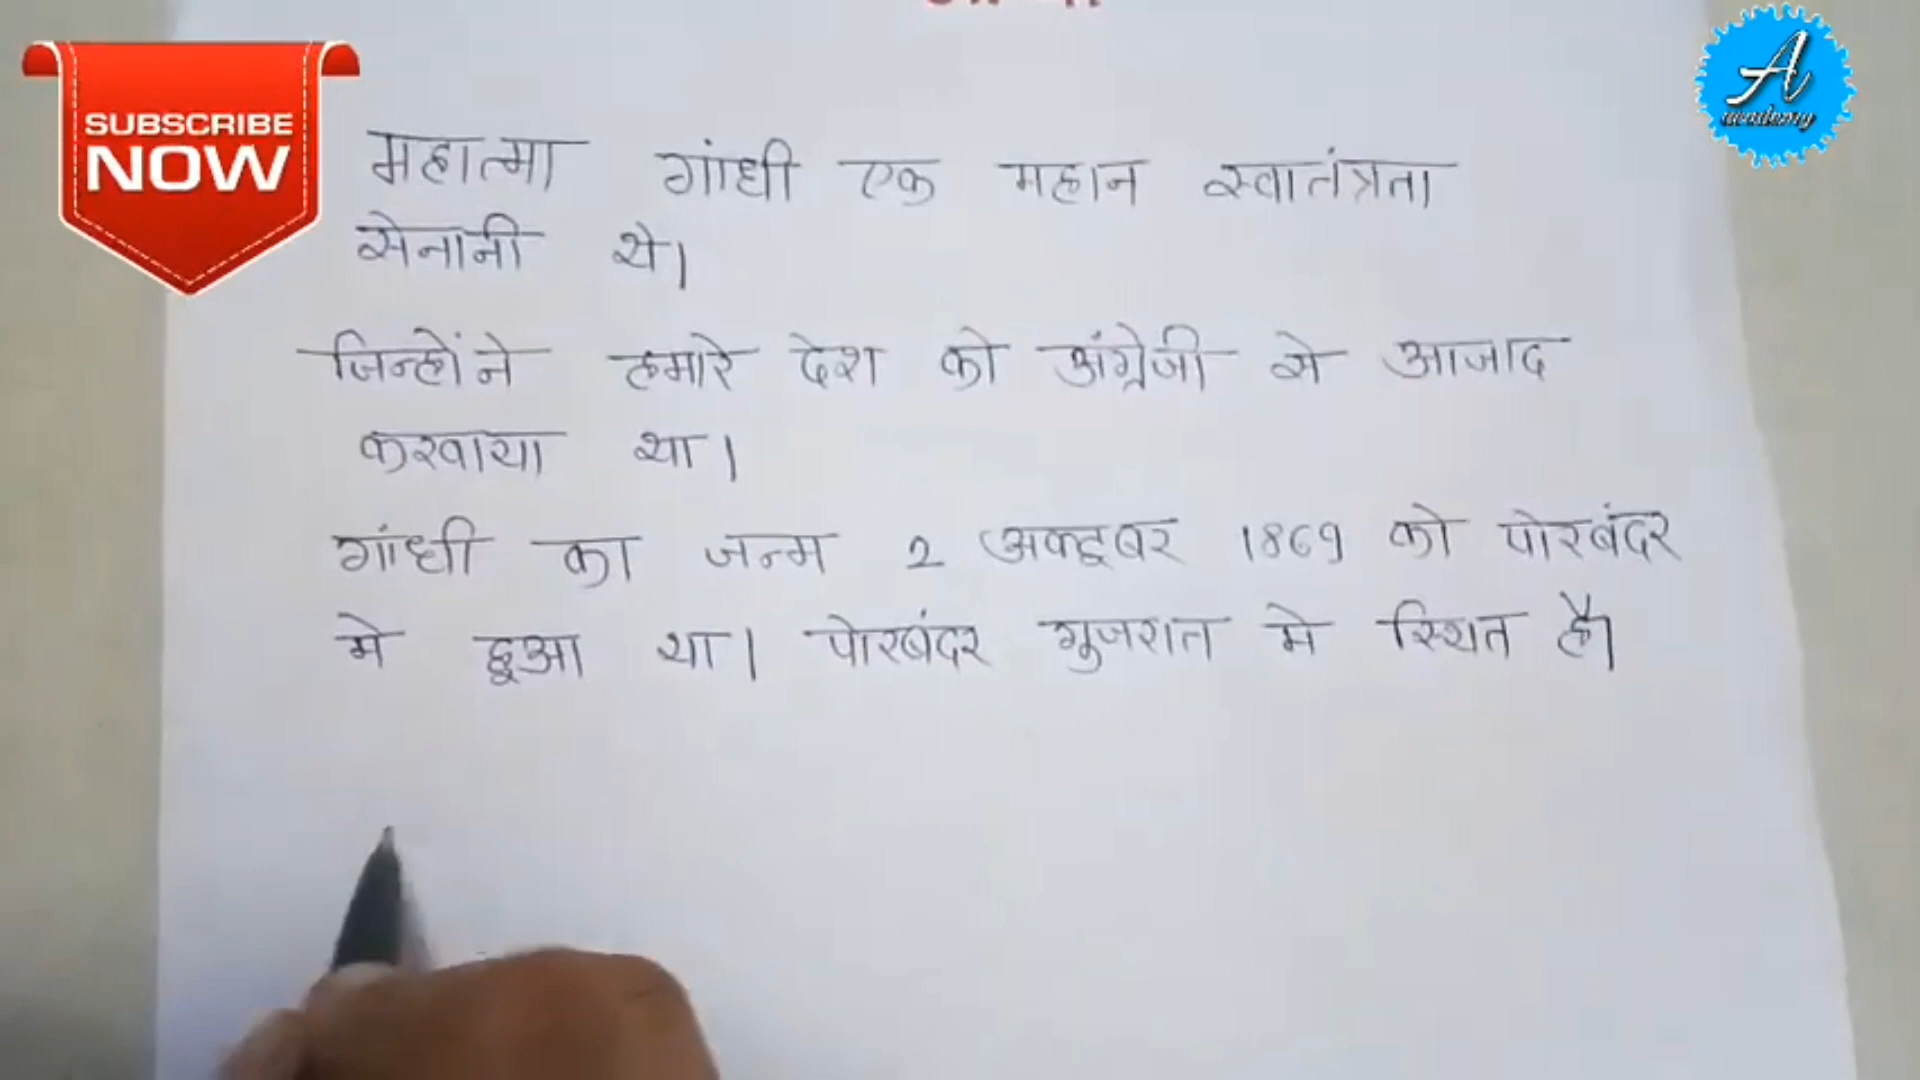 SUBSCRIBE
NOW
A
academy
महात्मा गांधी एक महान स्वातंत्रता
सेनानी थे।
जिन्होंने हमारे देश को अंग्रेजी से आजाद
करवाया था।
गांधी का जन्म 2 अक्टूबर 1869 को पोरबंदर
मे हुआ था। पोरबंदर गुजरात मे स्थित है।